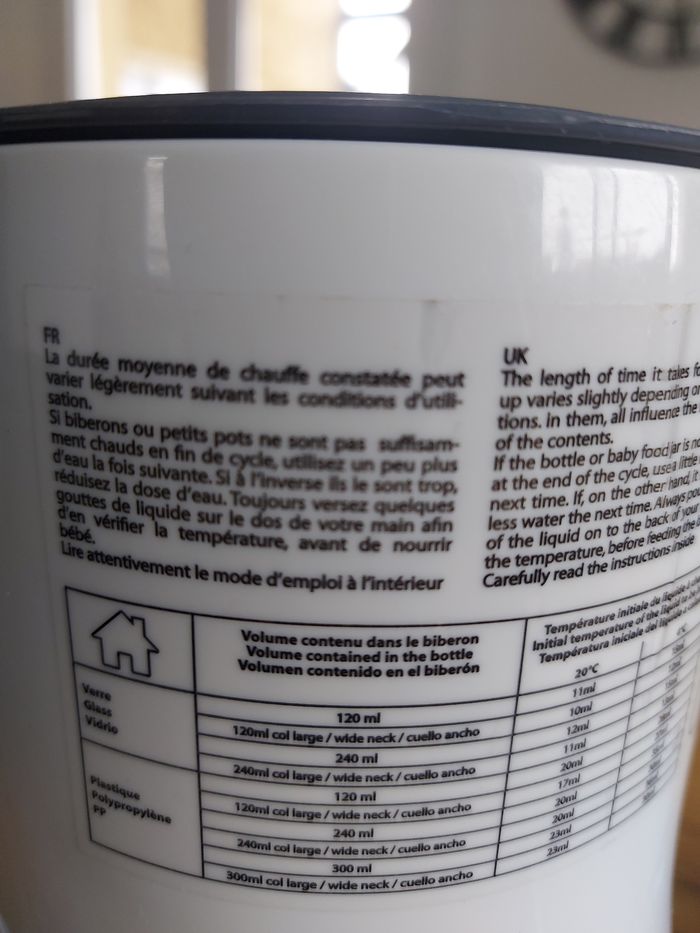 FR
La durée moyenne de chauffe constatée peut
varier légèrement suivant les conditions d'utili-
sation.
Si biberons ou petits pots ne sont pas suffisam-
ment chauds en fin de cycle, utilisez un peu plus
d'eau la fois suivante. Si à l'inverse ils le sont trop,
réduisez la dose d'eau. Toujours versez quelques
gouttes de liquide sur le dos de votre main afin
d'en vérifier la température, avant de nourrir
bébé.
Lire attentivement le mode d'emploi à l'intérieur
UK
The length of time it takes
up varies slightly depending
tions. In them, all influence the
of the contents.
If the bottle or baby food jar is
at the end of the cycle, use a little
next time. If, on the other hand, it
less water the next time. Always
of the liquid on to the back of your
the temperature, before feeding the
Carefully read the instructions inside
Volume contenu dans le biberon
Volume contained in the bottle
Volumen contenido en el biberón
Température initiale du liquide
Initial temperature of the liquid
Température iniciale del
20°C
Verre
Glass
Vidrio
120 ml 11ml
120ml col large / wide neck / cuello ancho 10ml
240 ml 12ml
240ml col large / wide neck / cuello ancho 11ml
Plastique
Polypropylène
PP
120 ml 20ml
120ml col large / wide neck / cuello ancho 17ml
240 ml 20ml
240ml col large / wide neck / cuello ancho 20ml
300 ml 23ml
300ml col large / wide neck / cuello ancho 23ml